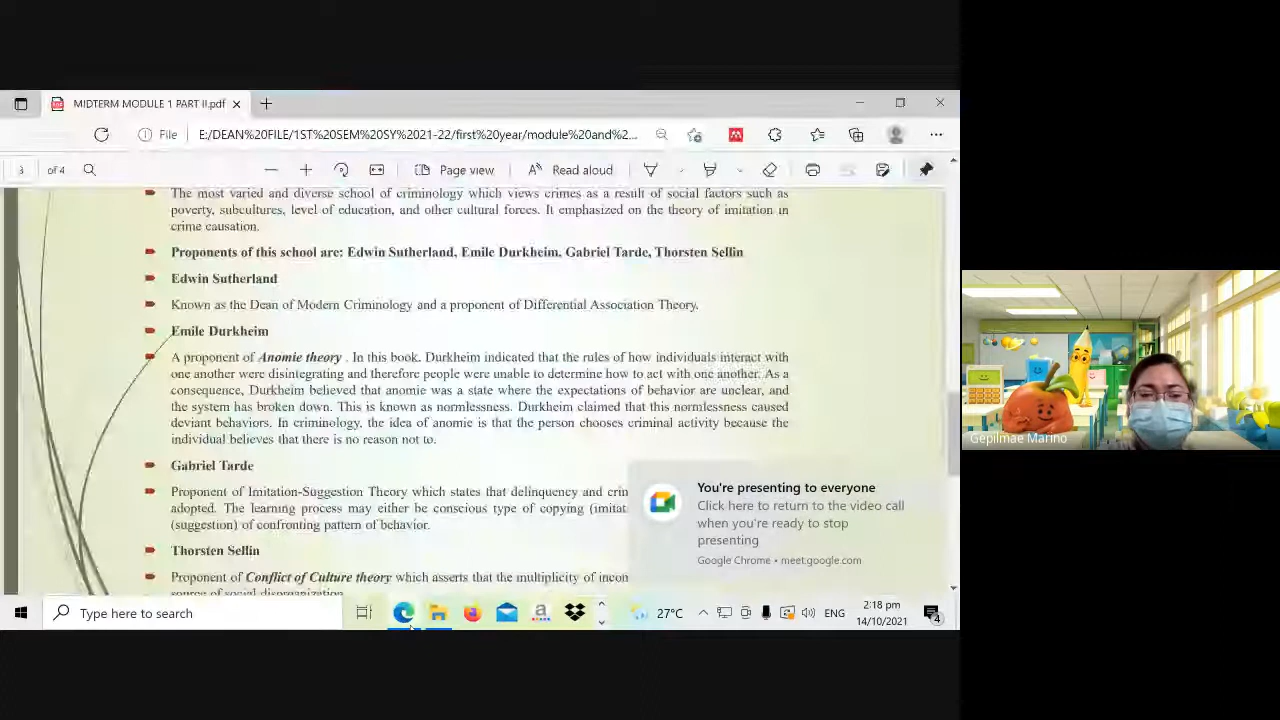 MIDTERM MODULE 1 PART II.pdf
File
E:/DEAN%20FILE/1ST%20SEM%20SY%2021-22/first%20year/module%20and%2...
3 of 4
Page view
Read aloud
The most varied and diverse school of criminology which views crimes as a result of social factors such as
poverty, subcultures, level of education, and other cultural forces. It emphasized on the theory of imitation in
crime causation.
Proponents of this school are: Edwin Sutherland, Emile Durkheim, Gabriel Tarde, Thorsten Sellin
Edwin Sutherland
Known as the Dean of Modern Criminology and a proponent of Differential Association Theory.
Emile Durkheim
A proponent of Anomie theory . In this book. Durkheim indicated that the rules of how individuals interact with
one another were disintegrating and therefore people were unable to determine how to act with one another. As a
consequence, Durkheim believed that anomie was a state where the expectations of behavior are unclear, and
the system has broken down. This is known as normlessness. Durkheim claimed that this normlessness caused
deviant behaviors. In criminology, the idea of anomie is that the person chooses criminal activity because the
individual believes that there is no reason not to.
Gabriel Tarde
Proponent of Imitation-Suggestion Theory which states that delinquency and crin
adopted. The learning process may either be conscious type of copying (imitat
(suggestion) of confronting pattern of behavior.
Thorsten Sellin
Proponent of Conflict of Culture theory which asserts that the multiplicity of incon
source of social disorganization
You're presenting to everyone
Click here to return to the video call
when you're ready to stop
presenting
Google Chrome • meet.google.com
Gepilmae Marino
Type here to search
27°C
ENG
2:18 pm
14/10/2021
4